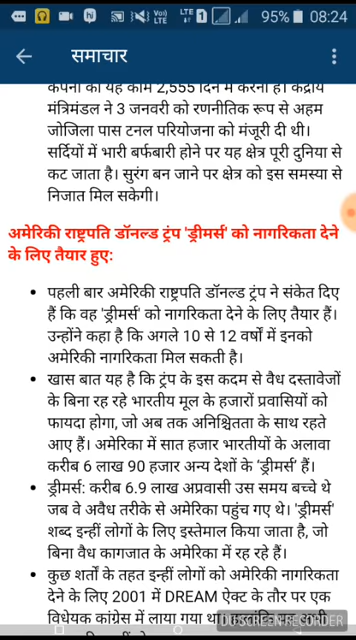 95% 08:24
समाचार
कंपनी को यह काम 2,555 दिन में करना है। केंद्रीय
मंत्रिमंडल ने 3 जनवरी को रणनीतिक रूप से अहम
जोजिला पास टनल परियोजना को मंजूरी दी थी।
सर्दियों में भारी बर्फबारी होने पर यह क्षेत्र पूरी दुनिया से
कट जाता है। सुरंग बन जाने पर क्षेत्र को इस समस्या से
निजात मिल सकेगी।
अमेरिकी राष्ट्रपति डॉनल्ड ट्रंप 'ड्रीमर्स' को नागरिकता देने
के लिए तैयार हुए:
• पहली बार अमेरिकी राष्ट्रपति डॉनल्ड ट्रंप ने संकेत दिए
हैं कि वह 'ड्रीमर्स' को नागरिकता देने के लिए तैयार हैं।
उन्होंने कहा है कि अगले 10 से 12 वर्षों में इनको
अमेरिकी नागरिकता मिल सकती है।
• खास बात यह है कि ट्रंप के इस कदम से वैध दस्तावेजों
के बिना रह रहे भारतीय मूल के हजारों प्रवासियों को
फायदा होगा, जो अब तक अनिश्चितता के साथ रहते
आए हैं। अमेरिका में सात हजार भारतीयों के अलावा
करीब 6 लाख 90 हजार अन्य देशों के 'ड्रीमर्स' हैं।
• ड्रीमर्स: करीब 6.9 लाख अप्रवासी उस समय बच्चे थे
जब वे अवैध तरीके से अमेरिका पहुंच गए थे। 'ड्रीमर्स'
शब्द इन्हीं लोगों के लिए इस्तेमाल किया जाता है, जो
बिना वैध कागजात के अमेरिका में रह रहे हैं।
• कुछ शर्तों के तहत इन्हीं लोगों को अमेरिकी नागरिकता
देने के लिए 2001 में DREAM ऐक्ट के तौर पर एक
विधेयक कांग्रेस में लाया गया था।
DU SCREEN RECORDER